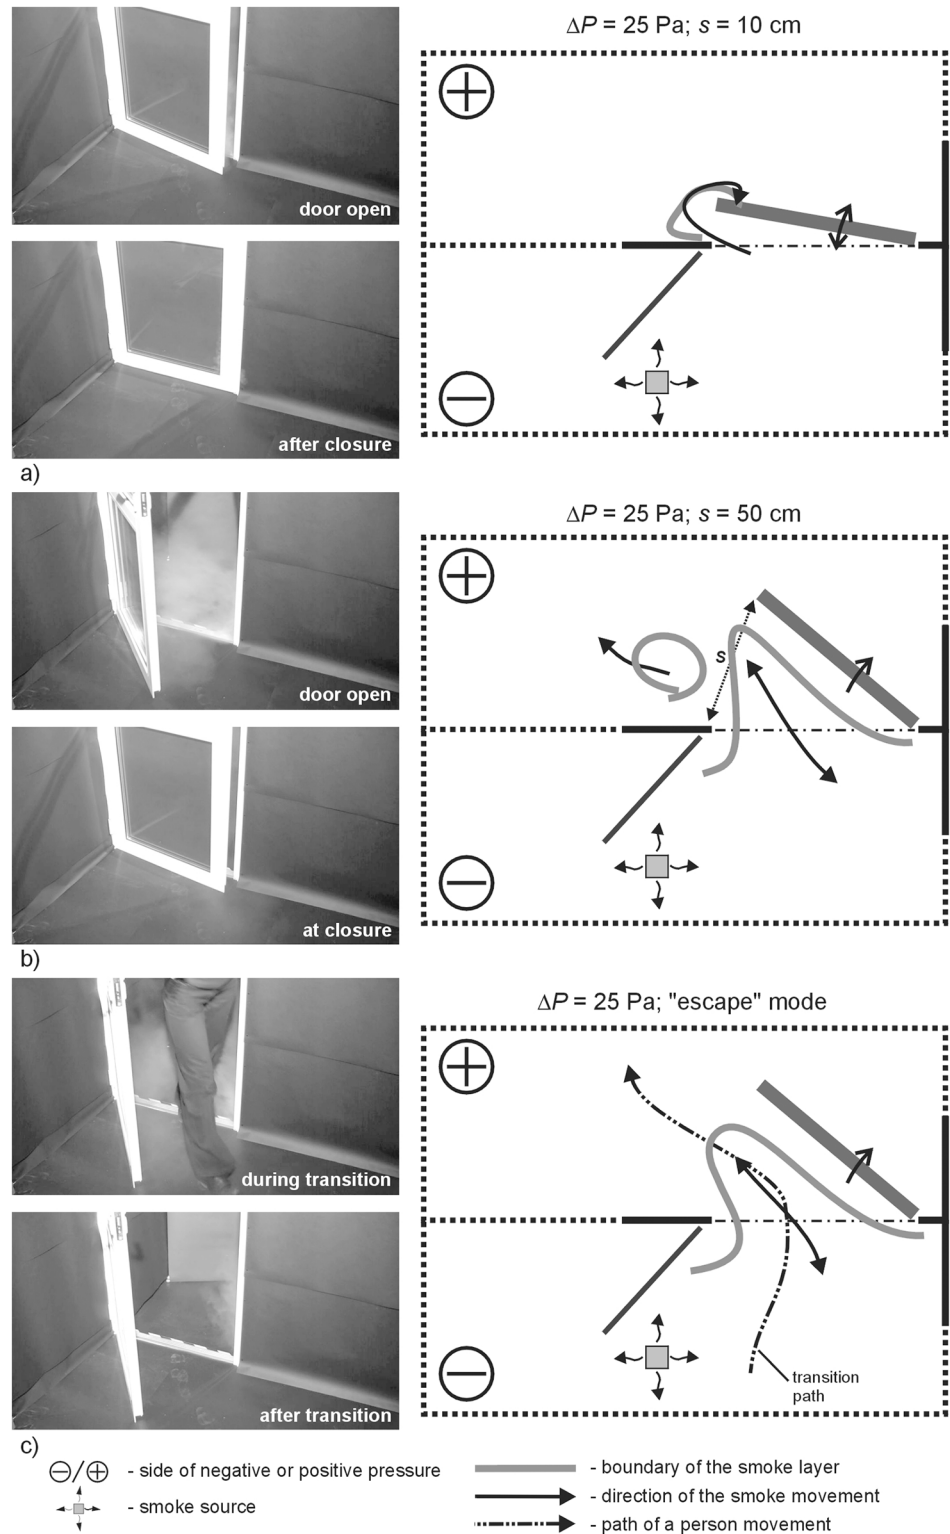 ΔP = 25 Pa; s = 10 cm
door open
after closure
a)
ΔP = 25 Pa; s = 50 cm
s
door open
at closure
b)
ΔP = 25 Pa; "escape" mode
during transition
transition
path
after transition
c)
⊖/⊕ - side of negative or positive pressure
- smoke source
- boundary of the smoke layer
- direction of the smoke movement
- path of a person movement